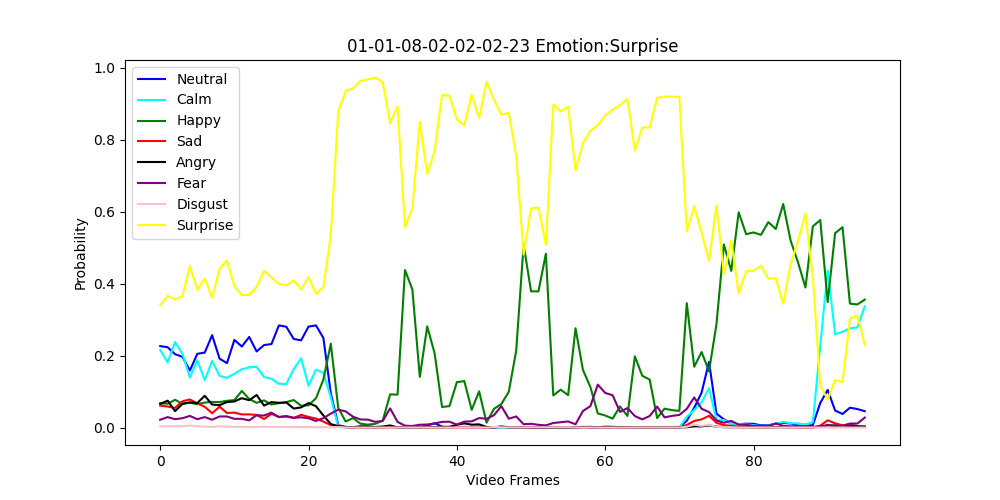 01-01-08-02-02-02-23 Emotion:Surprise
Neutral
Calm
Happy
Sad
Angry
Fear
Disgust
Surprise
1.0
0.8
0.6
0.4
0.2
0.0
Probability
0
20
40
60
80
Video Frames